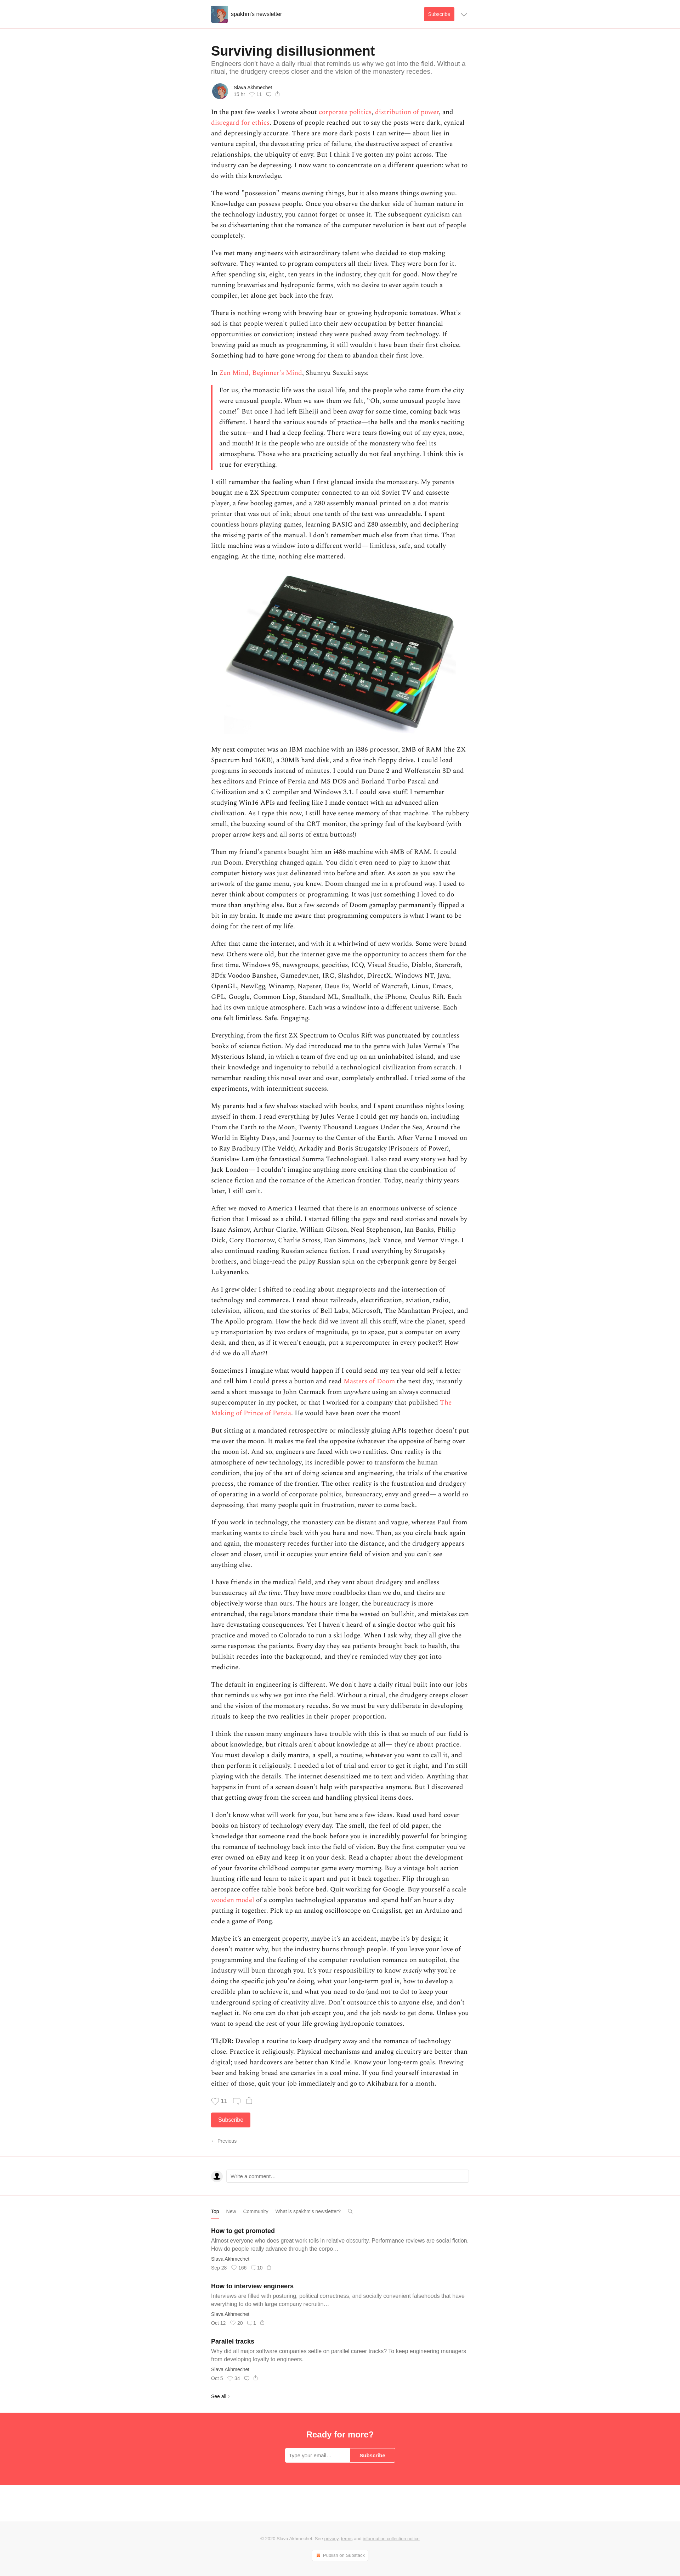 spakhm's newsletter
Subscribe
Surviving disillusionment
Engineers don't have a daily ritual that reminds us why we got into the field. Without a
ritual, the drudgery creeps closer and the vision of the monastery recedes.
Slava Akhmechet
15 hr 11
In the past few weeks I wrote about corporate politics, distribution of power, and
disregard for ethics. Dozens of people reached out to say the posts were dark, cynical
and depressingly accurate. There are more dark posts I can write— about lies in
venture capital, the devastating price of failure, the destructive aspect of creative
relationships, the ubiquity of envy. But I think I've gotten my point across. The
industry can be depressing. I now want to concentrate on a different question: what to
do with this knowledge.
The word "possession" means owning things, but it also means things owning you.
Knowledge can possess people. Once you observe the darker side of human nature in
the technology industry, you cannot forget or unsee it. The subsequent cynicism can
be so disheartening that the romance of the computer revolution is beat out of people
completely.
I've met many engineers with extraordinary talent who decided to stop making
software. They wanted to program computers all their lives. They were born for it.
After spending six, eight, ten years in the industry, they quit for good. Now they're
running breweries and hydroponic farms, with no desire to ever again touch a
compiler, let alone get back into the fray.
There is nothing wrong with brewing beer or growing hydroponic tomatoes. What's
sad is that people weren't pulled into their new occupation by better financial
opportunities or conviction; instead they were pushed away from technology. If
brewing paid as much as programming, it still wouldn't have been their first choice.
Something had to have gone wrong for them to abandon their first love.
In Zen Mind, Beginner's Mind, Shunryu Suzuki says:
For us, the monastic life was the usual life, and the people who came from the city
were unusual people. When we saw them we felt, “Oh, some unusual people have
come!” But once I had left Eiheiji and been away for some time, coming back was
different. I heard the various sounds of practice—the bells and the monks reciting
the sutra—and I had a deep feeling. There were tears flowing out of my eyes, nose,
and mouth! It is the people who are outside of the monastery who feel its
atmosphere. Those who are practicing actually do not feel anything. I think this is
true for everything.
I still remember the feeling when I first glanced inside the monastery. My parents
bought me a ZX Spectrum computer connected to an old Soviet TV and cassette
player, a few bootleg games, and a Z80 assembly manual printed on a dot matrix
printer that was out of ink; about one tenth of the text was unreadable. I spent
countless hours playing games, learning BASIC and Z80 assembly, and deciphering
the missing parts of the manual. I don't remember much else from that time. That
little machine was a window into a different world— limitless, safe, and totally
engaging. At the time, nothing else mattered.
ZX Spectrum
My next computer was an IBM machine with an i386 processor, 2MB of RAM (the ZX
Spectrum had 16KB), a 30MB hard disk, and a five inch floppy drive. I could load
programs in seconds instead of minutes. I could run Dune 2 and Wolfenstein 3D and
hex editors and Prince of Persia and MS DOS and Borland Turbo Pascal and
Civilization and a C compiler and Windows 3.1. I could save stuff! I remember
studying Win16 APIs and feeling like I made contact with an advanced alien
civilization. As I type this now, I still have sense memory of that machine. The rubbery
smell, the buzzing sound of the CRT monitor, the springy feel of the keyboard (with
proper arrow keys and all sorts of extra buttons!)
Then my friend's parents bought him an i486 machine with 4MB of RAM. It could
run Doom. Everything changed again. You didn't even need to play to know that
computer history was just delineated into before and after. As soon as you saw the
artwork of the game menu, you knew. Doom changed me in a profound way. I used to
never think about computers or programming. It was just something I loved to do
more than anything else. But a few seconds of Doom gameplay permanently flipped a
bit in my brain. It made me aware that programming computers is what I want to be
doing for the rest of my life.
After that came the internet, and with it a whirlwind of new worlds. Some were brand
new. Others were old, but the internet gave me the opportunity to access them for the
first time. Windows 95, newsgroups, geocities, ICQ, Visual Studio, Diablo, Starcraft,
3Dfx Voodoo Banshee, Gamedev.net, IRC, Slashdot, DirectX, Windows NT, Java,
OpenGL, NewEgg, Winamp, Napster, Deus Ex, World of Warcraft, Linux, Emacs,
GPL, Google, Common Lisp, Standard ML, Smalltalk, the iPhone, Oculus Rift. Each
had its own unique atmosphere. Each was a window into a different universe. Each
one felt limitless. Safe. Engaging.
Everything, from the first ZX Spectrum to Oculus Rift was punctuated by countless
books of science fiction. My dad introduced me to the genre with Jules Verne's The
Mysterious Island, in which a team of five end up on an uninhabited island, and use
their knowledge and ingenuity to rebuild a technological civilization from scratch. I
remember reading this novel over and over, completely enthralled. I tried some of the
experiments, with intermittent success.
My parents had a few shelves stacked with books, and I spent countless nights losing
myself in them. I read everything by Jules Verne I could get my hands on, including
From the Earth to the Moon, Twenty Thousand Leagues Under the Sea, Around the
World in Eighty Days, and Journey to the Center of the Earth. After Verne I moved on
to Ray Bradbury (The Veldt), Arkadiy and Boris Strugatsky (Prisoners of Power),
Stanislaw Lem (the fantastical Summa Technologiae). I also read every story we had by
Jack London— I couldn't imagine anything more exciting than the combination of
science fiction and the romance of the American frontier. Today, nearly thirty years
later, I still can't.
After we moved to America I learned that there is an enormous universe of science
fiction that I missed as a child. I started filling the gaps and read stories and novels by
Isaac Asimov, Arthur Clarke, William Gibson, Neal Stephenson, Ian Banks, Philip
Dick, Cory Doctorow, Charlie Stross, Dan Simmons, Jack Vance, and Vernor Vinge. I
also continued reading Russian science fiction. I read everything by Strugatsky
brothers, and binge-read the pulpy Russian spin on the cyberpunk genre by Sergei
Lukyanenko.
As I grew older I shifted to reading about megaprojects and the intersection of
technology and commerce. I read about railroads, electrification, aviation, radio,
television, silicon, and the stories of Bell Labs, Microsoft, The Manhattan Project, and
The Apollo program. How the heck did we invent all this stuff, wire the planet, speed
up transportation by two orders of magnitude, go to space, put a computer on every
desk, and then, as if it weren't enough, put a supercomputer in every pocket?! How
did we do all that?!
Sometimes I imagine what would happen if I could send my ten year old self a letter
and tell him I could press a button and read Masters of Doom the next day, instantly
send a short message to John Carmack from anywhere using an always connected
supercomputer in my pocket, or that I worked for a company that published The
Making of Prince of Persia. He would have been over the moon!
But sitting at a mandated retrospective or mindlessly gluing APIs together doesn't put
me over the moon. It makes me feel the opposite (whatever the opposite of being over
the moon is). And so, engineers are faced with two realities. One reality is the
atmosphere of new technology, its incredible power to transform the human
condition, the joy of the art of doing science and engineering, the trials of the creative
process, the romance of the frontier. The other reality is the frustration and drudgery
of operating in a world of corporate politics, bureaucracy, envy and greed— a world so
depressing, that many people quit in frustration, never to come back.
If you work in technology, the monastery can be distant and vague, whereas Paul from
marketing wants to circle back with you here and now. Then, as you circle back again
and again, the monastery recedes further into the distance, and the drudgery appears
closer and closer, until it occupies your entire field of vision and you can't see
anything else.
I have friends in the medical field, and they vent about drudgery and endless
bureaucracy all the time. They have more roadblocks than we do, and theirs are
objectively worse than ours. The hours are longer, the bureaucracy is more
entrenched, the regulators mandate their time be wasted on bullshit, and mistakes can
have devastating consequences. Yet I haven't heard of a single doctor who quit his
practice and moved to Colorado to run a ski lodge. When I ask why, they all give the
same response: the patients. Every day they see patients brought back to health, the
bullshit recedes into the background, and they're reminded why they got into
medicine.
The default in engineering is different. We don't have a daily ritual built into our jobs
that reminds us why we got into the field. Without a ritual, the drudgery creeps closer
and the vision of the monastery recedes. So we must be very deliberate in developing
rituals to keep the two realities in their proper proportion.
I think the reason many engineers have trouble with this is that so much of our field is
about knowledge, but rituals aren't about knowledge at all— they're about practice.
You must develop a daily mantra, a spell, a routine, whatever you want to call it, and
then perform it religiously. I needed a lot of trial and error to get it right, and I'm still
playing with the details. The internet desensitized me to text and video. Anything that
happens in front of a screen doesn't help with perspective anymore. But I discovered
that getting away from the screen and handling physical items does.
I don't know what will work for you, but here are a few ideas. Read used hard cover
books on history of technology every day. The smell, the feel of old paper, the
knowledge that someone read the book before you is incredibly powerful for bringing
the romance of technology back into the field of vision. Buy the first computer you've
ever owned on eBay and keep it on your desk. Read a chapter about the development
of your favorite childhood computer game every morning. Buy a vintage bolt action
hunting rifle and learn to take it apart and put it back together. Flip through an
aerospace coffee table book before bed. Quit working for Google. Buy yourself a scale
wooden model of a complex technological apparatus and spend half an hour a day
putting it together. Pick up an analog oscilloscope on Craigslist, get an Arduino and
code a game of Pong.
Maybe it's an emergent property, maybe it's an accident, maybe it's by design; it
doesn't matter why, but the industry burns through people. If you leave your love of
programming and the feeling of the computer revolution romance on autopilot, the
industry will burn through you. It's your responsibility to know exactly why you're
doing the specific job you're doing, what your long-term goal is, how to develop a
credible plan to achieve it, and what you need to do (and not to do) to keep your
underground spring of creativity alive. Don't outsource this to anyone else, and don't
neglect it. No one can do that job except you, and the job needs to get done. Unless you
want to spend the rest of your life growing hydroponic tomatoes.
TL;DR: Develop a routine to keep drudgery away and the romance of technology
close. Practice it religiously. Physical mechanisms and analog circuitry are better than
digital; used hardcovers are better than Kindle. Know your long-term goals. Brewing
beer and baking bread are canaries in a coal mine. If you find yourself interested in
either of those, quit your job immediately and go to Akihabara for a month.
11
Subscribe
← Previous
Write a comment…
Top New Community What is spakhm's newsletter?
How to get promoted
Almost everyone who does great work toils in relative obscurity. Performance reviews are social fiction.
How do people really advance through the corpo…
Slava Akhmechet
Sep 28 166 10
How to interview engineers
Interviews are filled with posturing, political correctness, and socially convenient falsehoods that have
everything to do with large company recruitin…
Slava Akhmechet
Oct 12 20 1
Parallel tracks
Why did all major software companies settle on parallel career tracks? To keep engineering managers
from developing loyalty to engineers.
Slava Akhmechet
Oct 5 34
See all ›
Ready for more?
Type your email…
Subscribe
© 2020 Slava Akhmechet. See privacy, terms and information collection notice
Publish on Substack